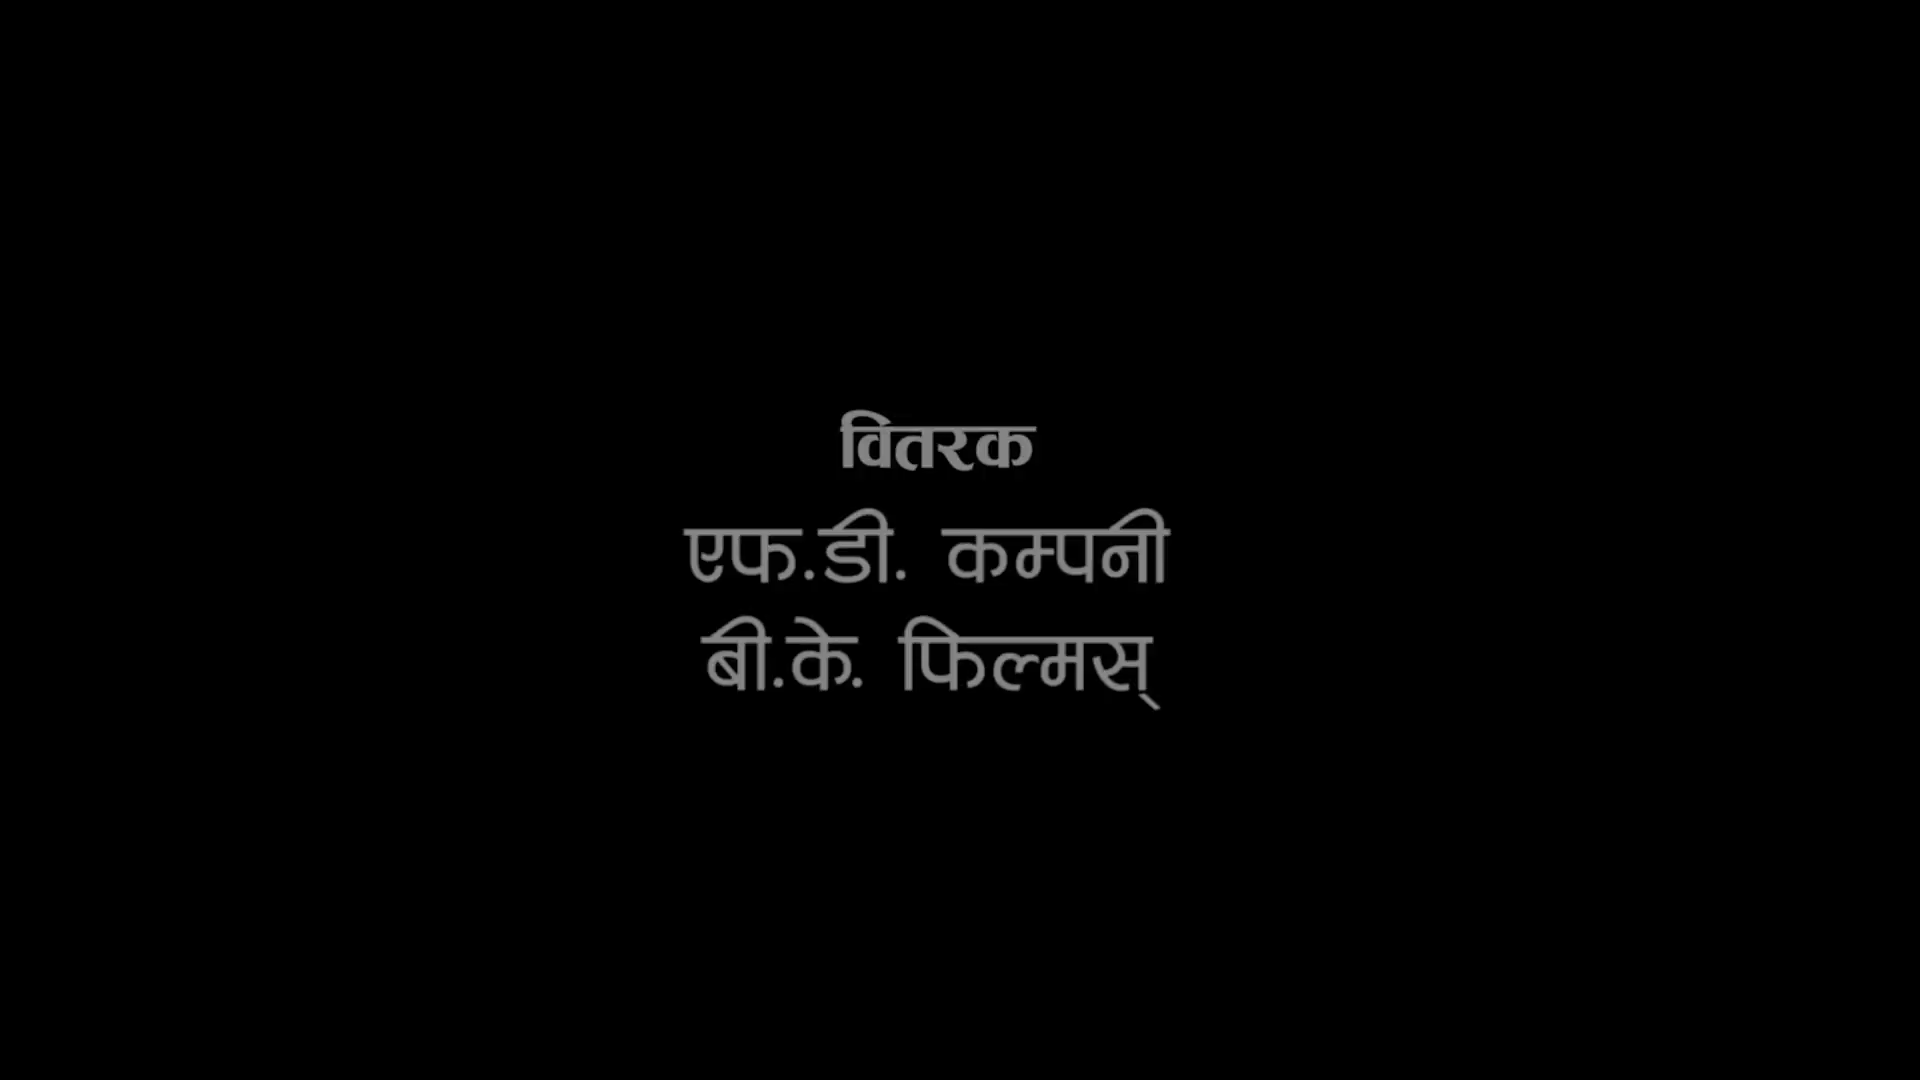 वितरक
एफ.डी. कम्पनी
बी.के. फिल्मस्